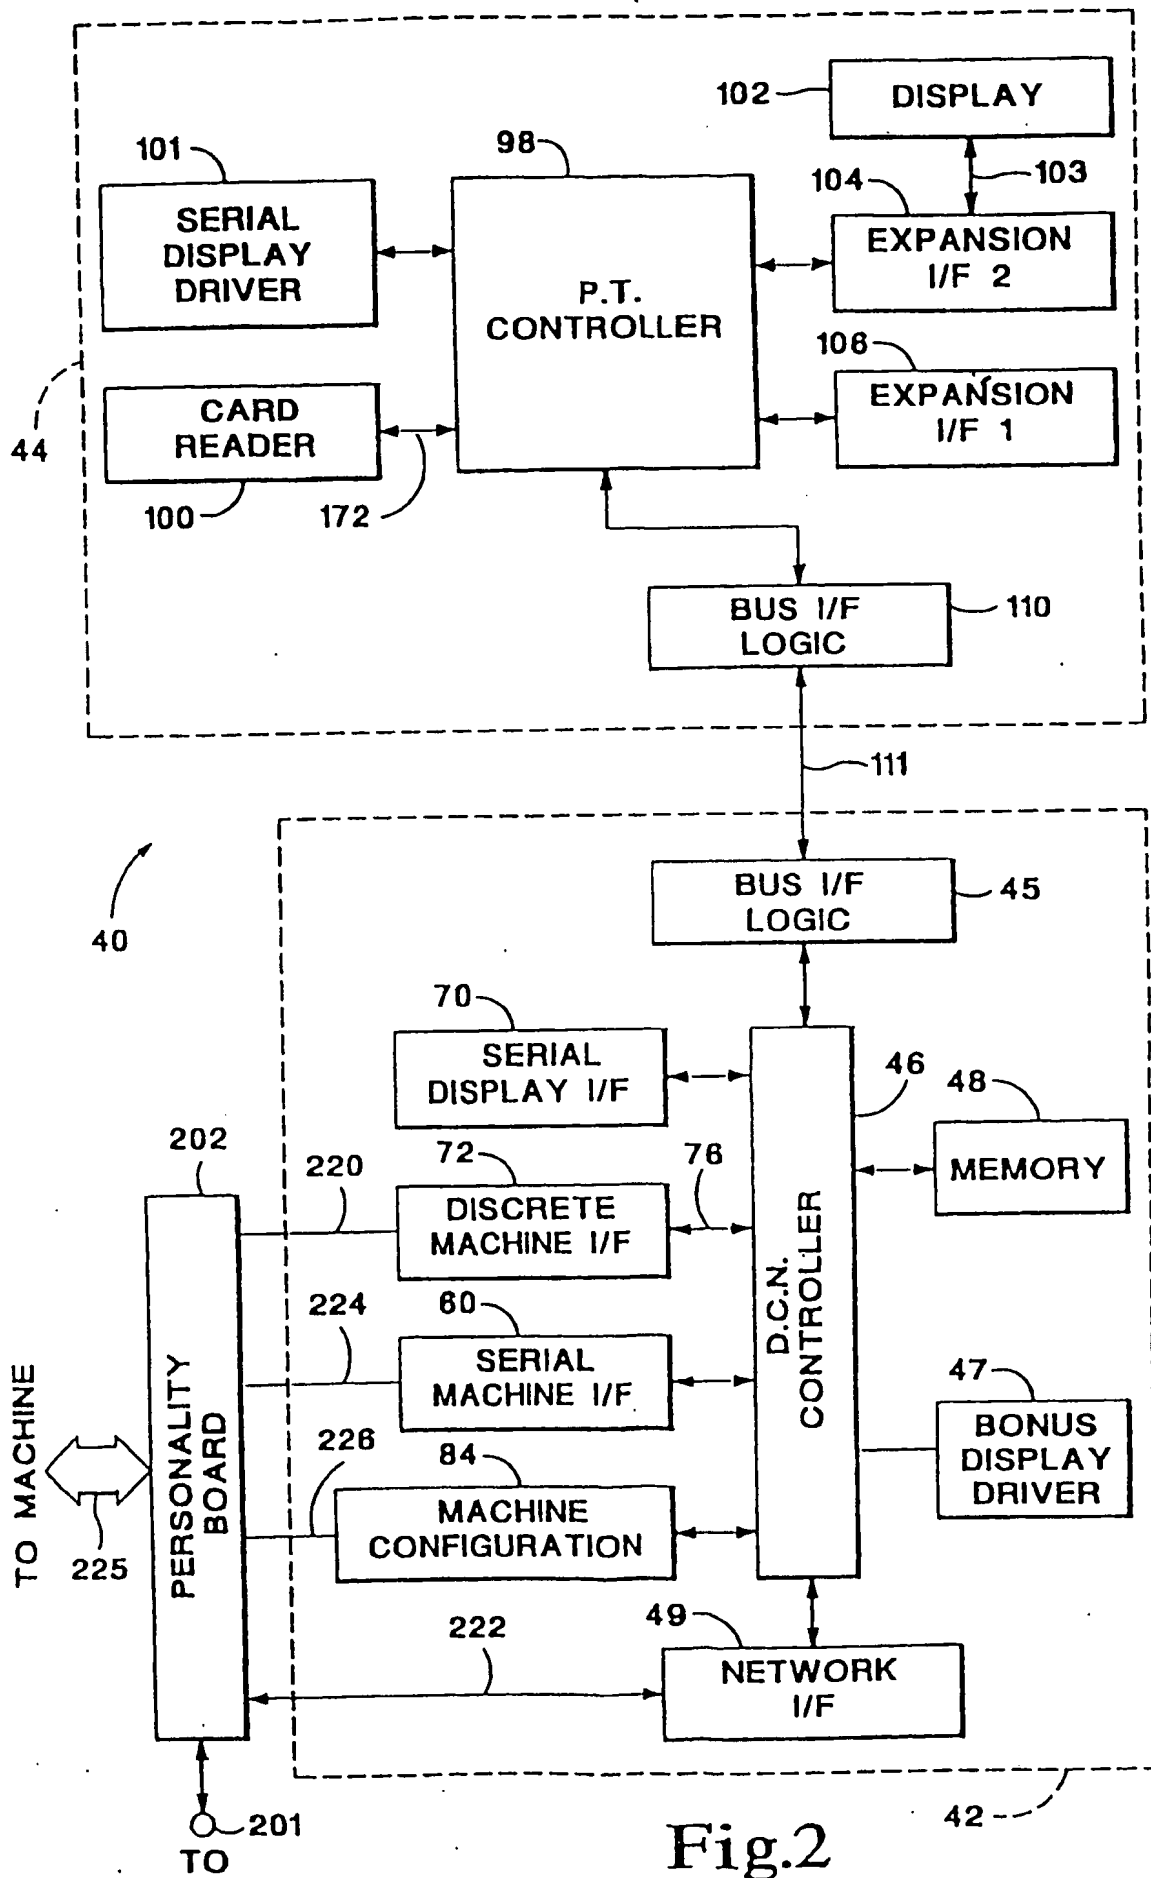 102
DISPLAY
101
98
104
103
SERIAL
DISPLAY
DRIVER
P.T.
CONTROLLER
EXPANSION
I/F 2
106
EXPANSION
I/F 1
44
CARD
READER
100
172
BUS I/F
LOGIC
110
111
40
BUS I/F
LOGIC
45
70
SERIAL
DISPLAY I/F
46
48
MEMORY
202
220
72
76
DISCRETE
MACHINE I/F
D.C.N.
CONTROLLER
224
60
SERIAL
MACHINE I/F
47
BONUS
DISPLAY
DRIVER
TO MACHINE
225
PERSONALITY
BOARD
226
84
MACHINE
CONFIGURATION
222
49
NETWORK
I/F
201
TO
42
Fig.2